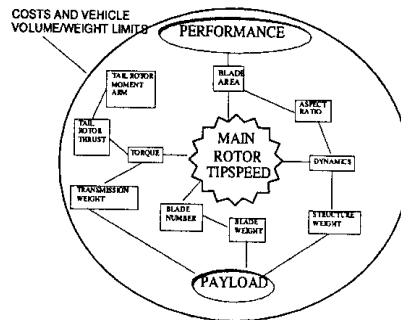 COSTS AND VEHICLE
VOLUME/WEIGHT LIMITS
PERFORMANCE
TAIL ROTOR
MOMENT
ARM
BLADE
AREA
ASPECT
RATIO
TAIL
ROTOR
THRUST
TORQUE
MAIN
ROTOR
TIPSPEED
DYNAMICS
TRANSMISSION
WEIGHT
BLADE
NUMBER
BLADE
WEIGHT
STRUCTURE
WEIGHT
PAYLOAD